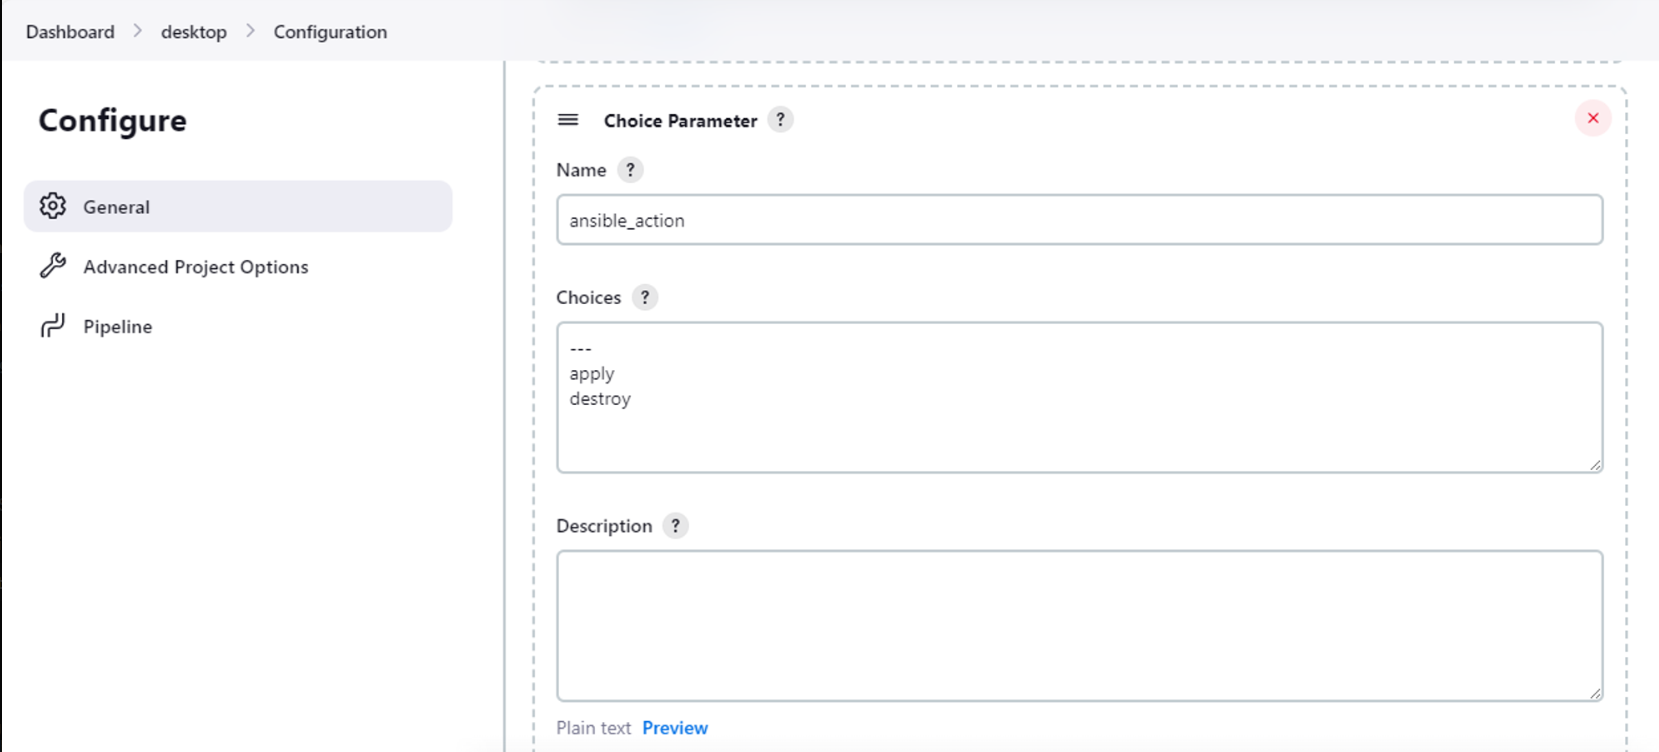 Dashboard > desktop > Configuration
Configure
General
Advanced Project Options
Pipeline
Choice Parameter ?
Name ?
ansible_action
Choices ?
---
apply
destroy
Description ?
Plain text Preview